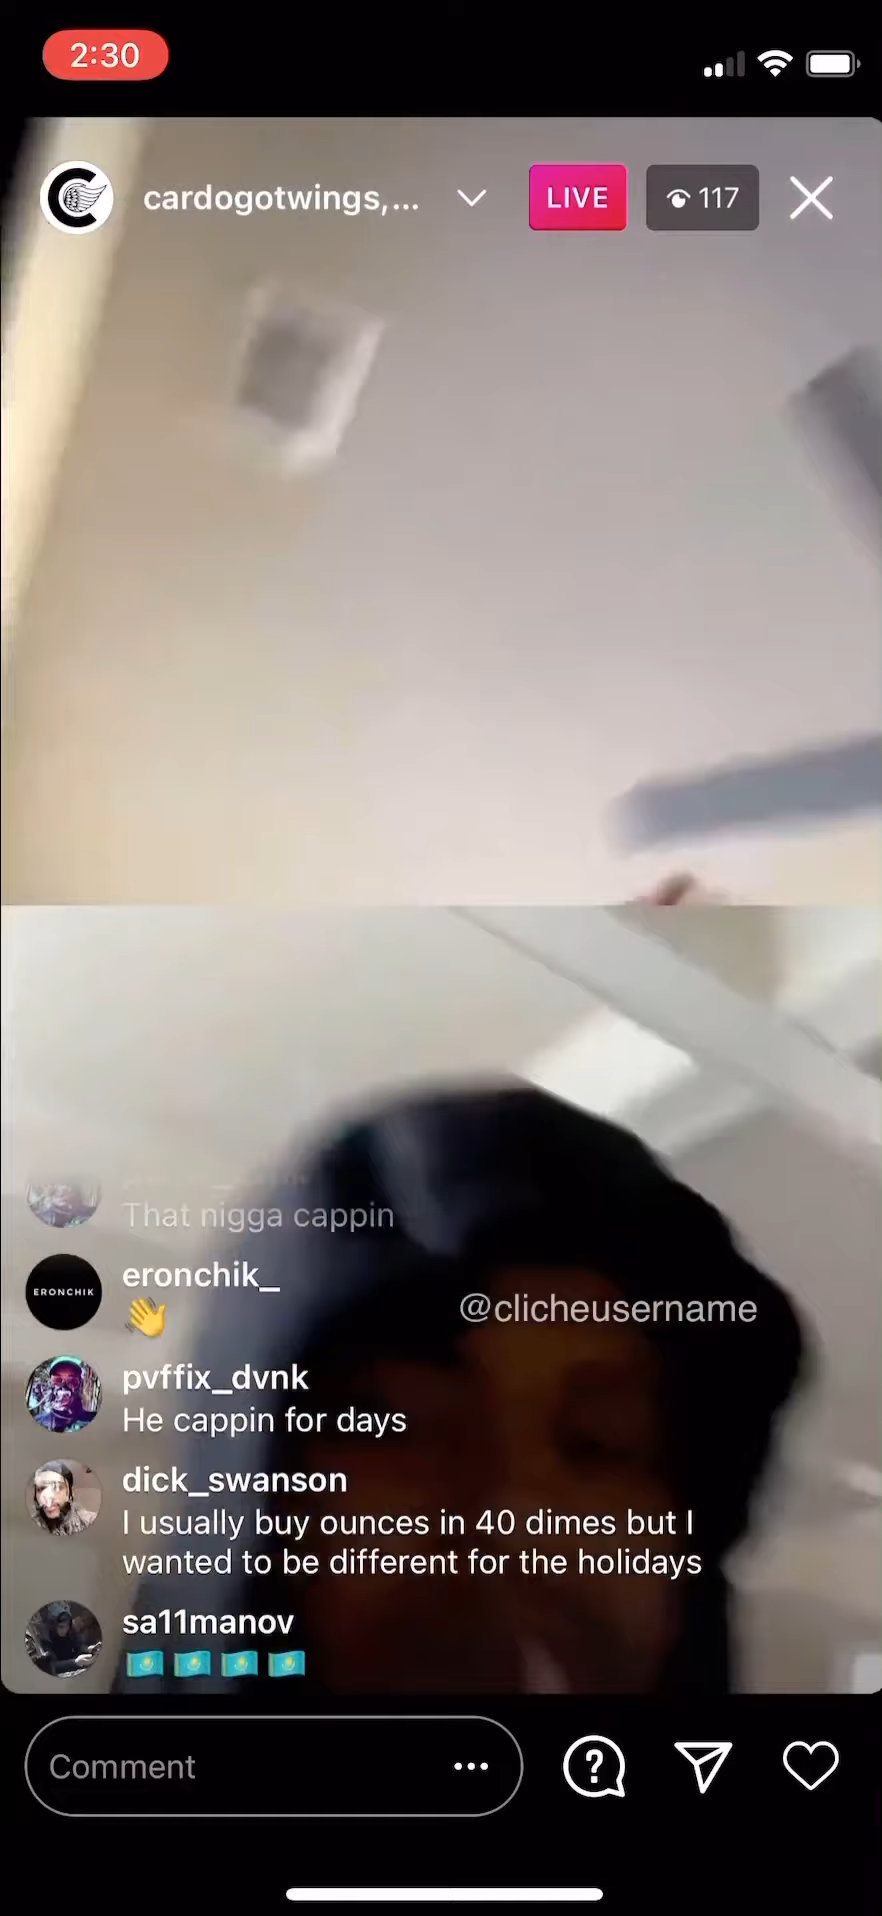 2:30
cardogotwings,...
LIVE
117
That nigga cappin
ERONCHIK
eronchik_
👋
@clicheusername
pvffix_dvnk
He cappin for days
dick_swanson
I usually buy ounces in 40 dimes but I
wanted to be different for the holidays
sa11manov
🇰🇿 🇰🇿 🇰🇿 🇰🇿
Comment